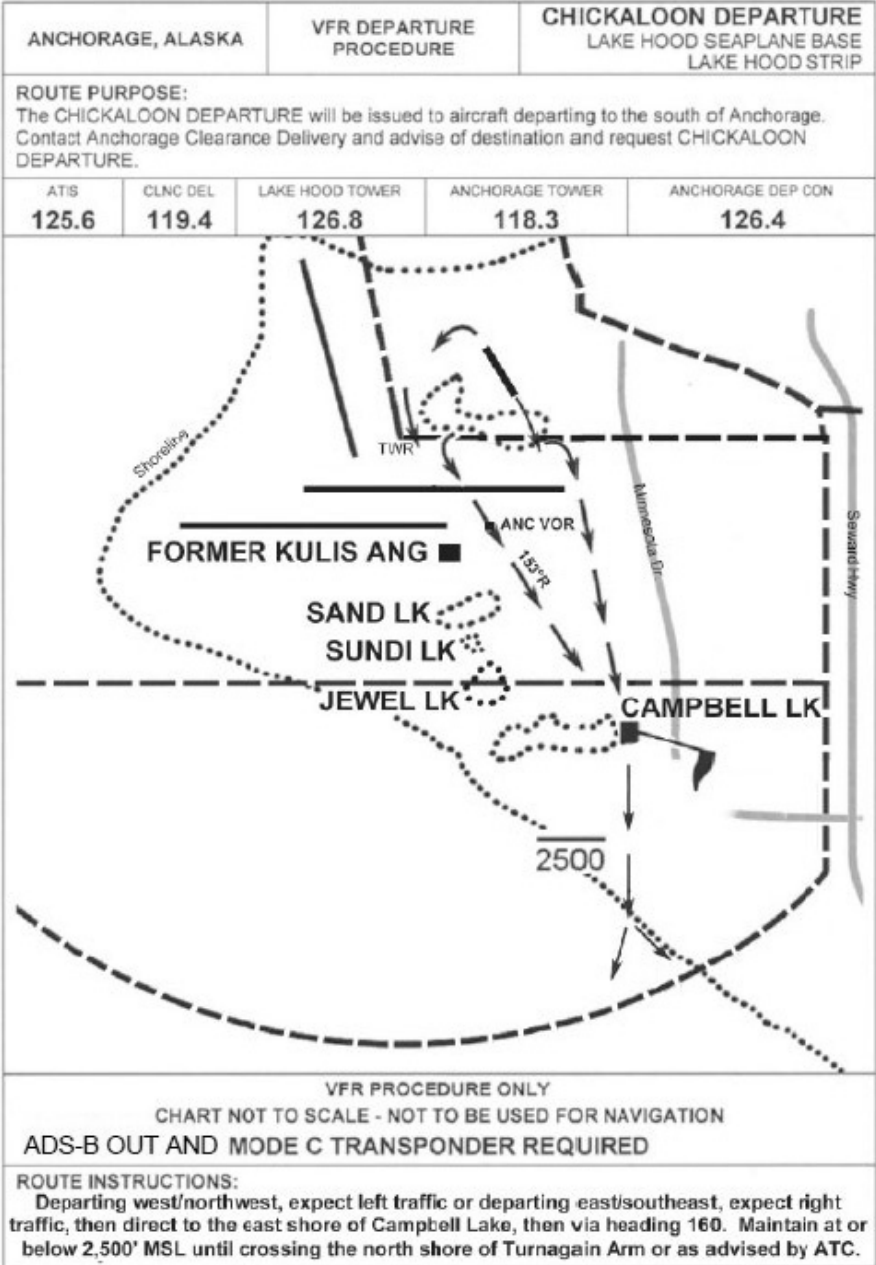 ANCHORAGE, ALASKA
VFR DEPARTURE
PROCEDURE
CHICKALOON DEPARTURE
LAKE HOOD SEAPLANE BASE
LAKE HOOD STRIP
ROUTE PURPOSE:
The CHICKALOON DEPARTURE will be issued to aircraft departing to the south of Anchorage.
Contact Anchorage Clearance Delivery and advise of destination and request CHICKALOON
DEPARTURE.
ATIS
125.6
CLNC DEL
119.4
LAKE HOOD TOWER
126.8
ANCHORAGE TOWER
118.3
ANCHORAGE DEP CON
126.4
Shoreline
TWR
Minnesota Dr
Seward Hwy
ANC VOR
153°R
FORMER KULIS ANG
SAND LK
SUNDI LK
JEWEL LK
CAMPBELL LK
2500
VFR PROCEDURE ONLY
CHART NOT TO SCALE - NOT TO BE USED FOR NAVIGATION
ADS-B OUT AND MODE C TRANSPONDER REQUIRED
ROUTE INSTRUCTIONS:
Departing west/northwest, expect left traffic or departing east/southeast, expect right
traffic, then direct to the east shore of Campbell Lake, then via heading 160. Maintain at or
below 2,500' MSL until crossing the north shore of Turnagain Arm or as advised by ATC.